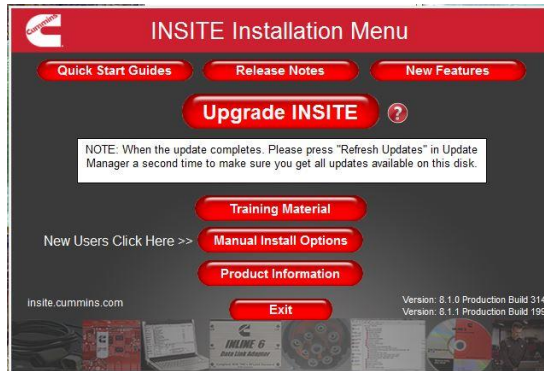 Cummins
INSITE Installation Menu
Quick Start Guides
Release Notes
New Features
Upgrade INSITE
?
NOTE: When the update completes. Please press "Refresh Updates" in Update
Manager a second time to make sure you get all updates available on this disk.
Training Material
New Users Click Here >>
Manual Install Options
Product Information
Exit
insite.cummins.com
Version: 8.1.0 Production Build 314
Version: 8.1.1 Production Build 199
INLINE 6
Data Link Adapter